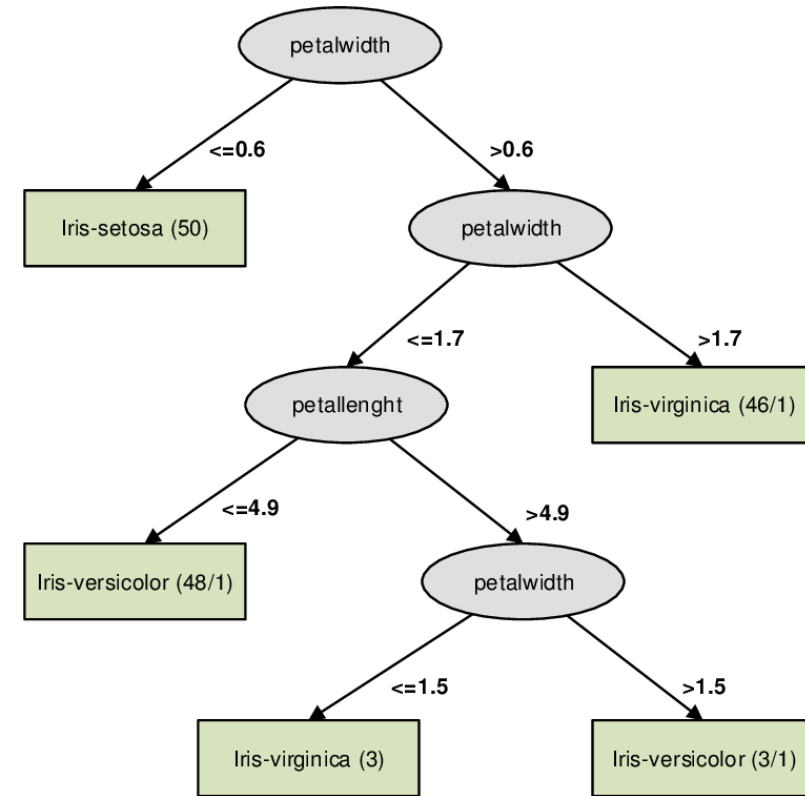 petalwidth
<=0.6
>0.6
Iris-setosa (50)
petalwidth
<=1.7
>1.7
petallenght
Iris-virginica (46/1)
<=4.9
>4.9
Iris-versicolor (48/1)
petalwidth
<=1.5
>1.5
Iris-virginica (3)
Iris-versicolor (3/1)